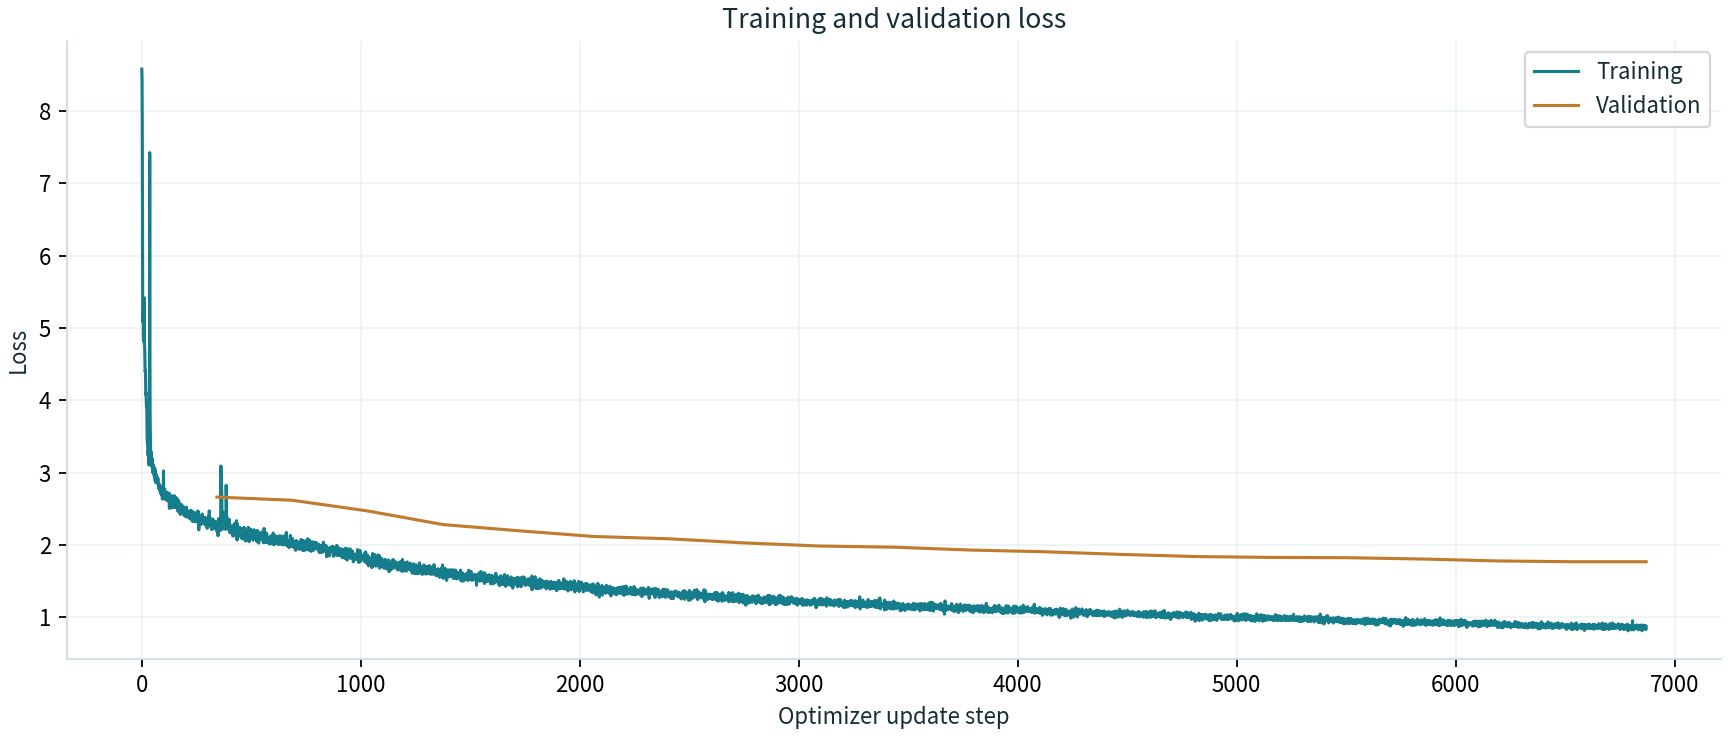 Training and validation loss
Training
Validation
Loss
8
7
6
5
4
3
2
1
0 1000 2000 3000 4000 5000 6000 7000
Optimizer update step